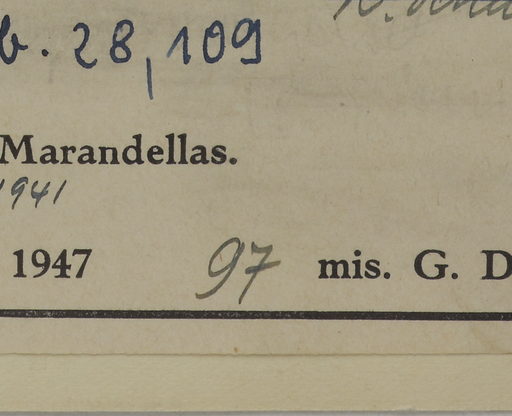 b. 28,109
Marandellas.
1941
1947 97 mis. G. D